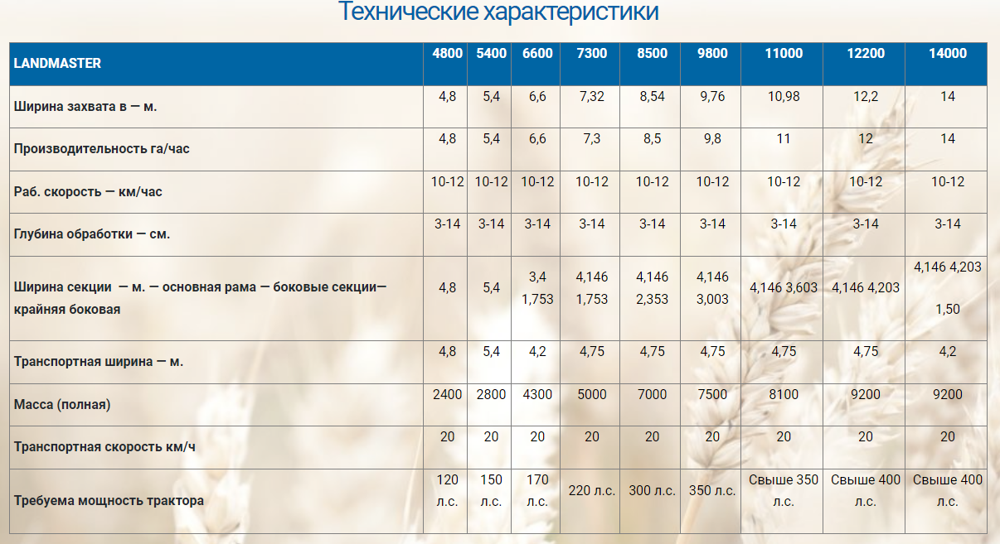 Технические характеристики
LANDMASTER 4800 5400 6600 7300 8500 9800 11000 12200 14000
Ширина захвата в — м. 4,8 5,4 6,6 7,32 8,54 9,76 10,98 12,2 14
Производительность га/час 4,8 5,4 6,6 7,3 8,5 9,8 11 12 14
Раб. скорость — км/час 10-12 10-12 10-12 10-12 10-12 10-12 10-12 10-12 10-12
Глубина обработки — см. 3-14 3-14 3-14 3-14 3-14 3-14 3-14 3-14 3-14
Ширина секции — м. — основная рама — боковые секции— 4,8 5,4 3,4 4,146 4,146 4,146 4,146 3,603 4,146 4,203 4,146 4,203
крайняя боковая 1,753 1,753 2,353 3,003 1,50
Транспортная ширина — м. 4,8 5,4 4,2 4,75 4,75 4,75 4,75 4,75 4,2
Масса (полная) 2400 2800 4300 5000 7000 7500 8100 9200 9200
Транспортная скорость км/ч 20 20 20 20 20 20 20 20 20
Требуема мощность трактора 120 150 170 220 л.с. 300 л.с. 350 л.с. Свыше 350 Свыше 400 Свыше 400
л.с. л.с. л.с. л.с. л.с. л.с.